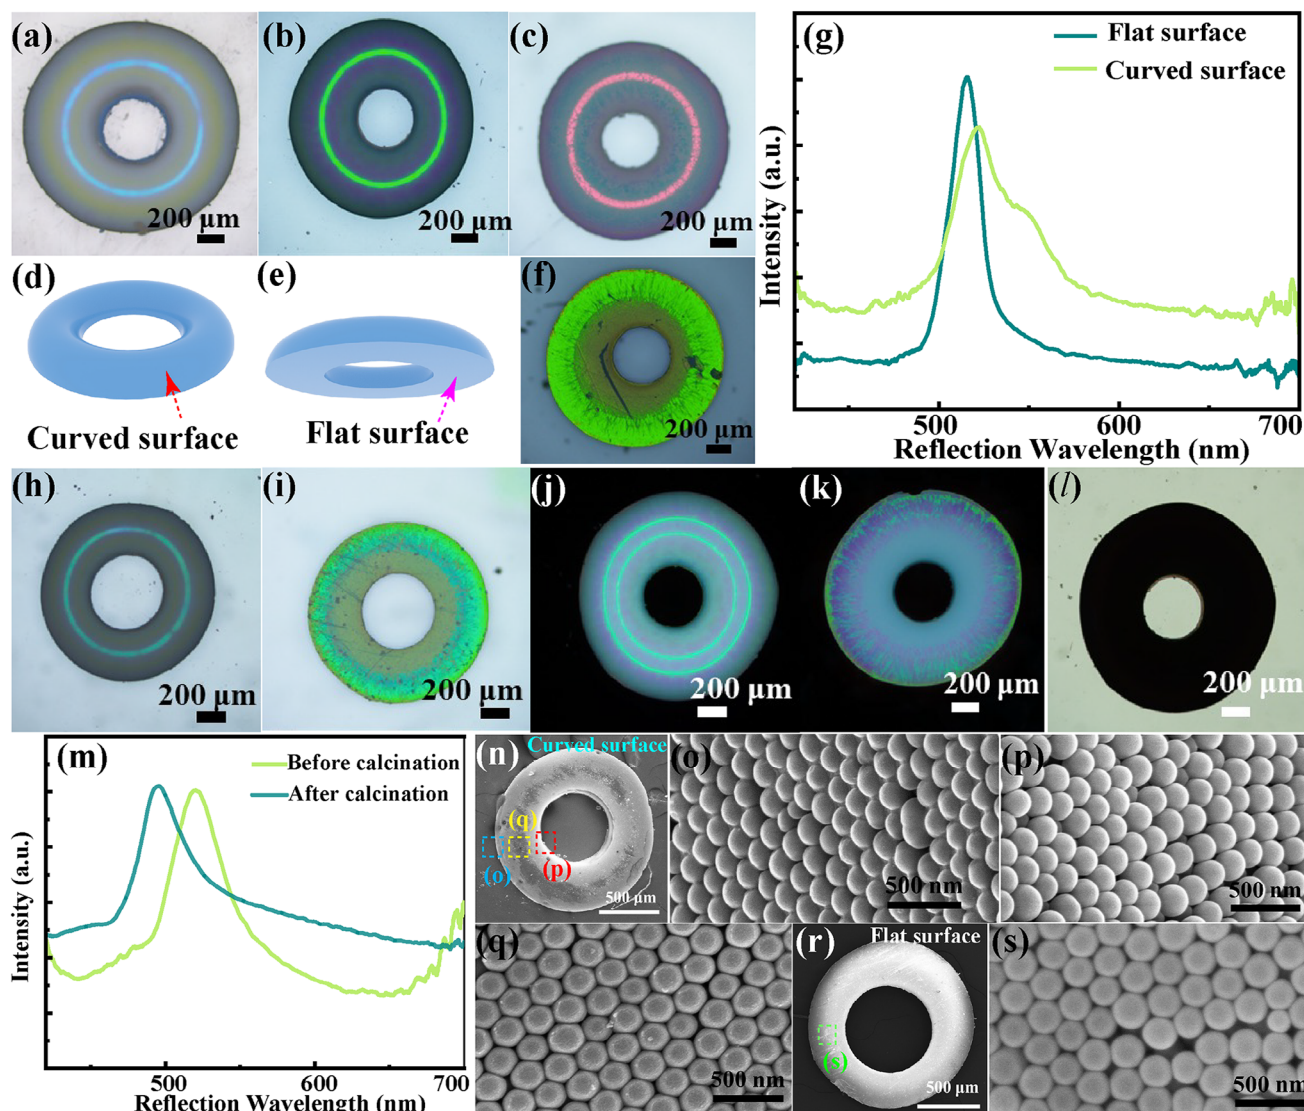 (a)
200 µm
(b)
200 µm
(c)
200 µm
(d)
Curved surface
(e)
Flat surface
(f)
200 µm
(g)
Flat surface
Curved surface
Intensity (a.u.)
500
600
700
Reflection Wavelength (nm)
(h)
200 µm
(i)
200 µm
(j)
200 µm
(k)
200 µm
(l)
200 µm
(m)
Before calcination
After calcination
Intensity (a.u.)
500
600
700
Reflection Wavelength (nm)
(n)
Curved surface
(q)
(o)
(p)
500 µm
(o)
500 nm
(p)
500 nm
(q)
500 nm
(r)
Flat surface
(s)
500 µm
(s)
500 nm